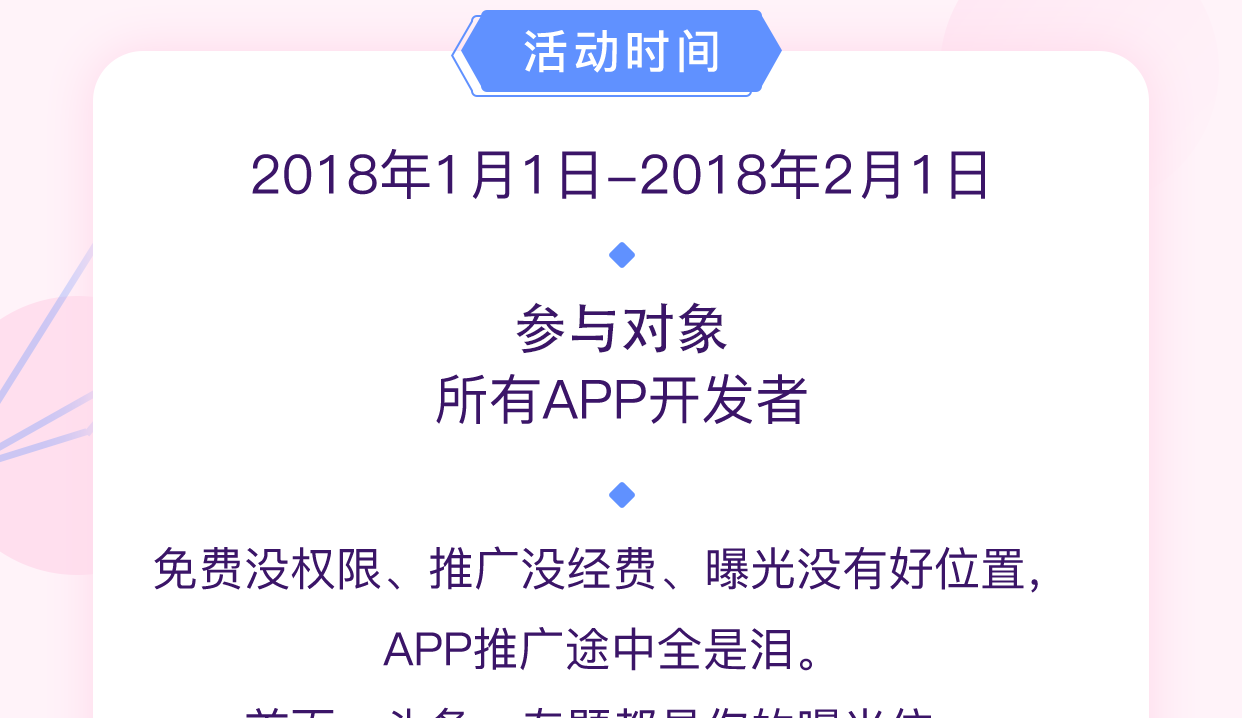 活动时间
2018年1月1日-2018年2月1日
参与对象
所有APP开发者
免费没权限、推广没经费、曝光没有好位置,
APP推广途中全是泪。